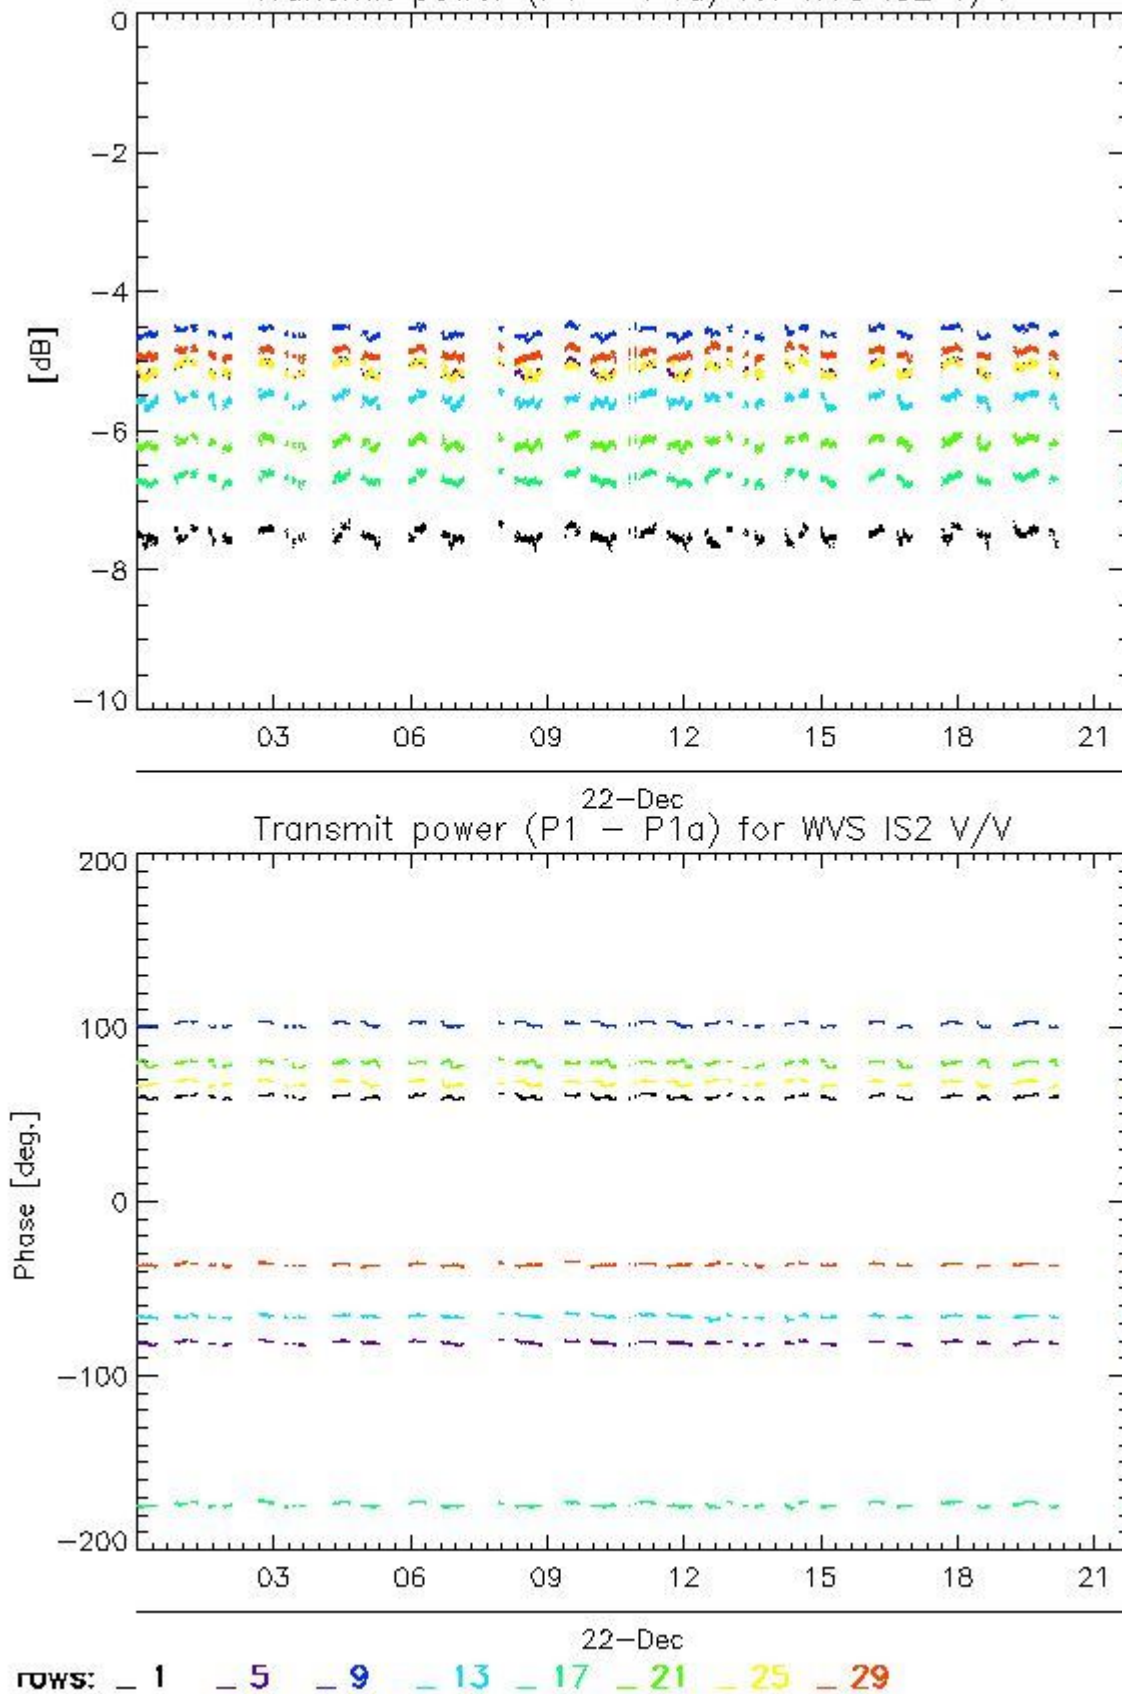 0
−2
−4
[dB]
−6
−8
−10
03 06 09 12 15 18 21
22−Dec
Transmit power (P1 − P1a) for WVS IS2 V/V
200
100
Phase [deg.]
0
−100
−200
03 06 09 12 15 18 21
22−Dec
rows: _ 1 _ 5 _ 9 _ 13 _ 17 _ 21 _ 25 _ 29